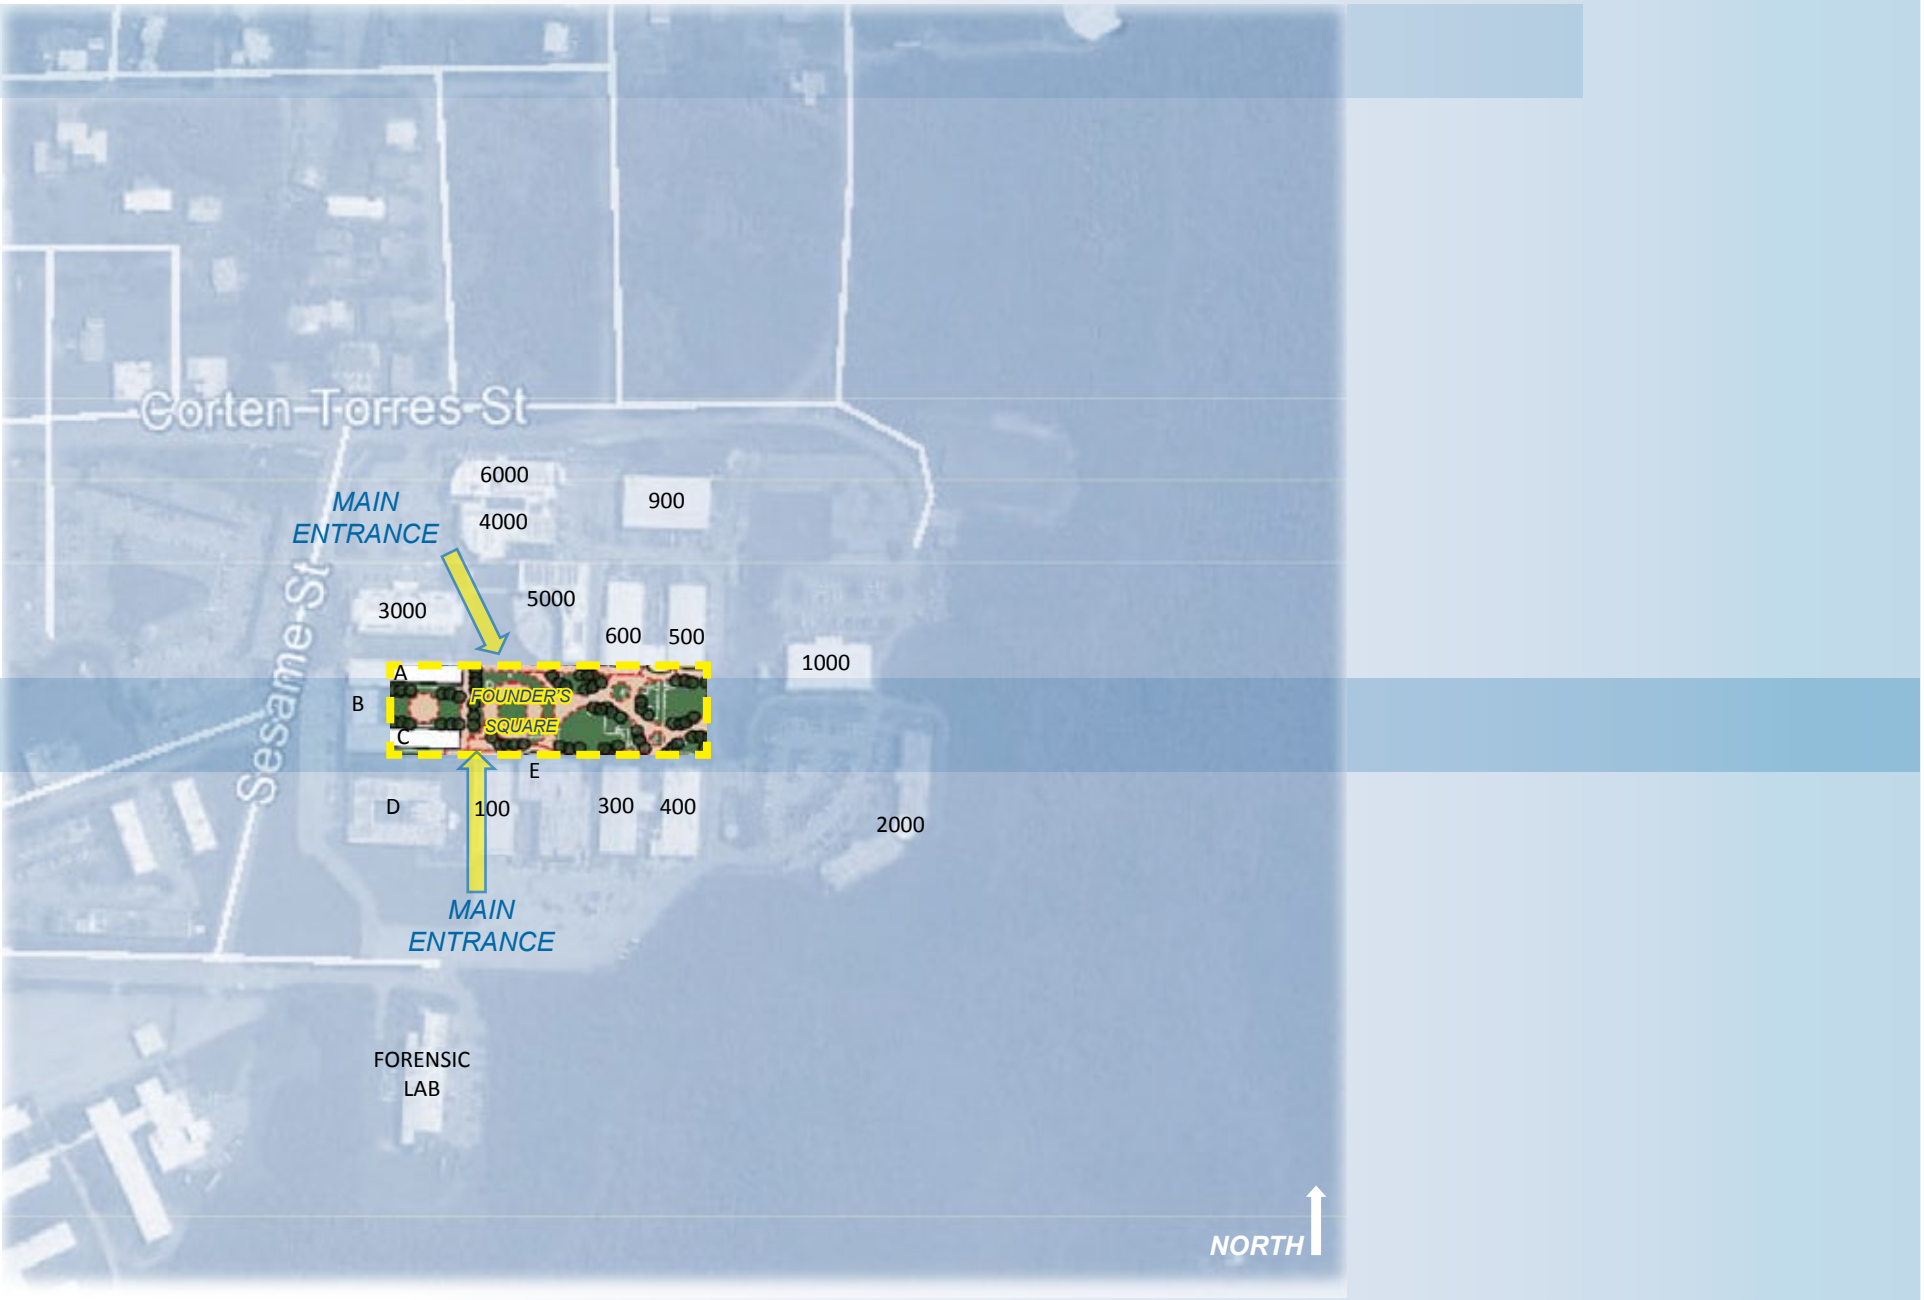 Corten-Torres-St
6000
900
MAIN
ENTRANCE
4000
Sesame-St
3000
5000
600
500
1000
A
B
FOUNDER'S
SQUARE
C
E
D
100
300
400
2000
MAIN
ENTRANCE
FORENSIC
LAB
NORTH